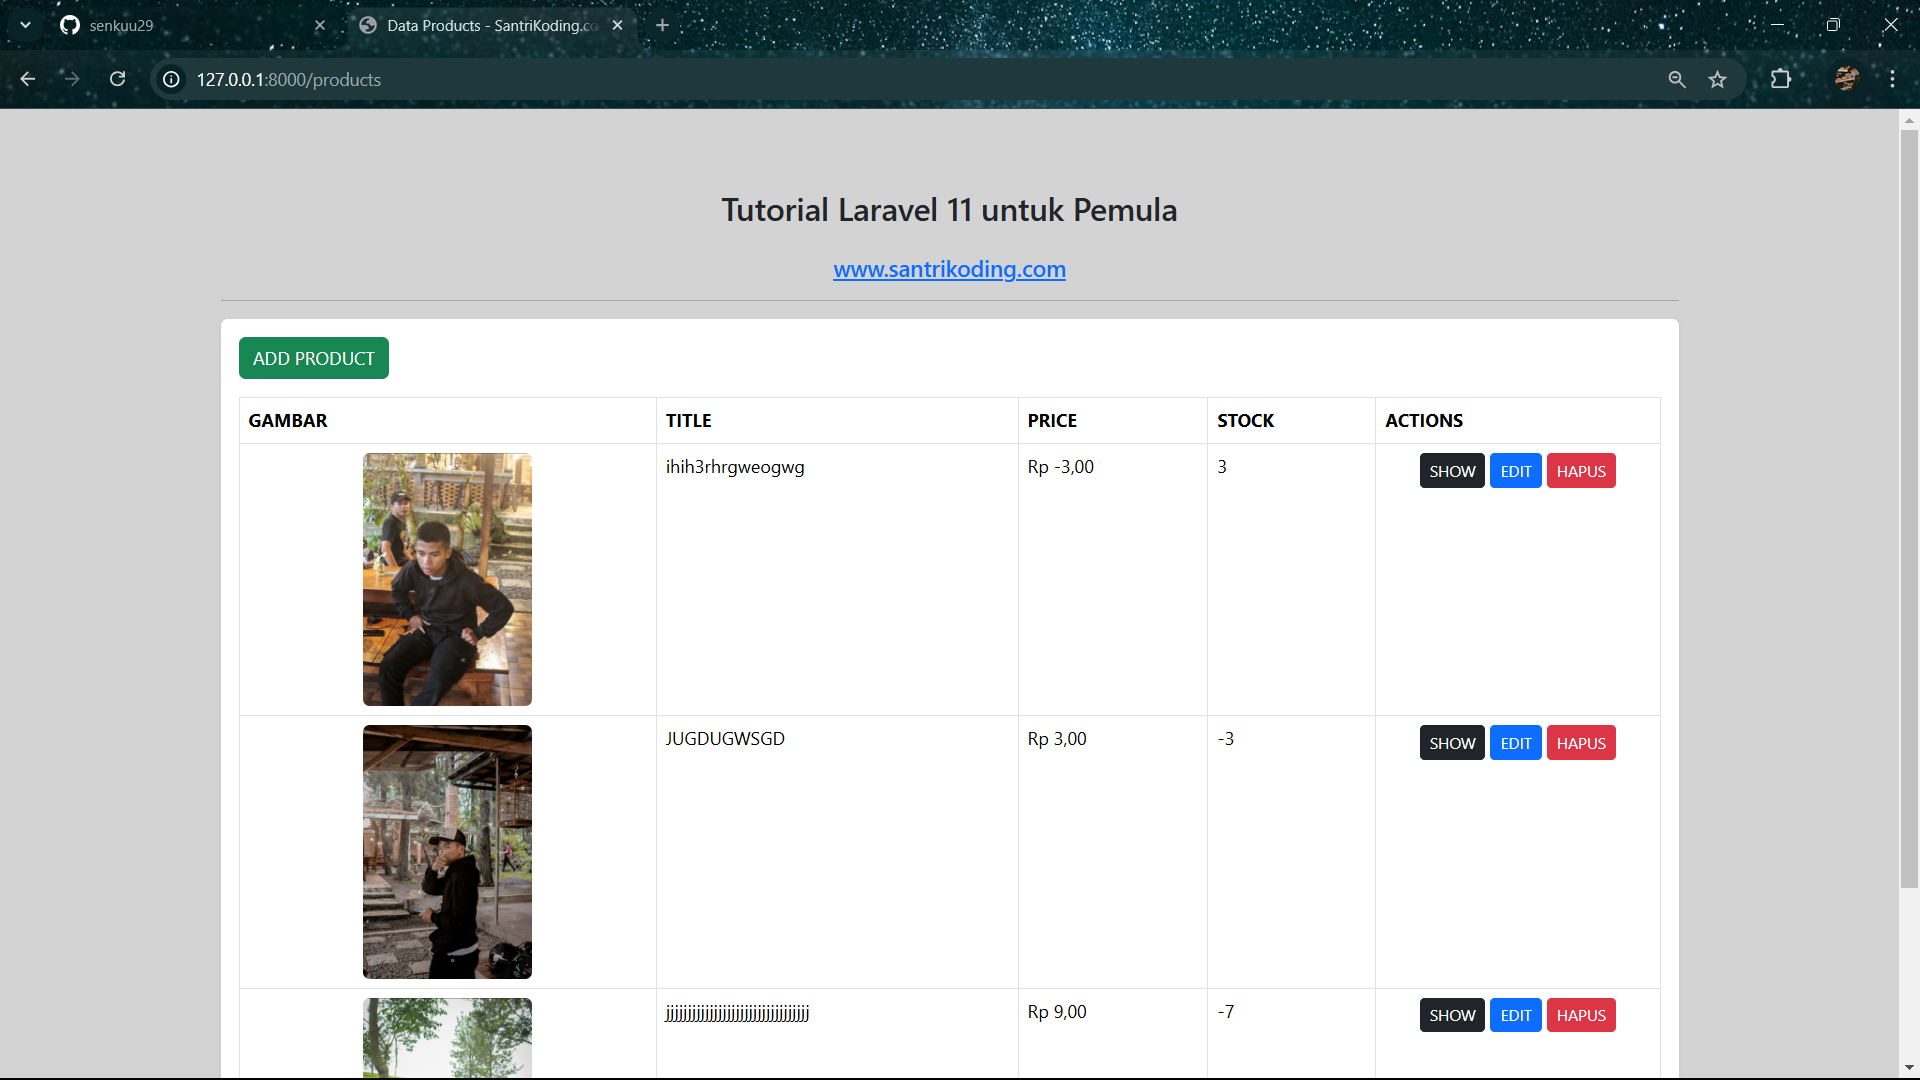 senkuu29
Data Products - SantriKoding.co
127.0.0.1:8000/products
Tutorial Laravel 11 untuk Pemula
www.santrikoding.com
ADD PRODUCT
GAMBAR TITLE PRICE STOCK ACTIONS
ihih3rhrgweogwg Rp -3,00 3 SHOW EDIT HAPUS
JUGDUGWSGD Rp 3,00 -3 SHOW EDIT HAPUS
Rp 9,00 -7 SHOW EDIT HAPUS